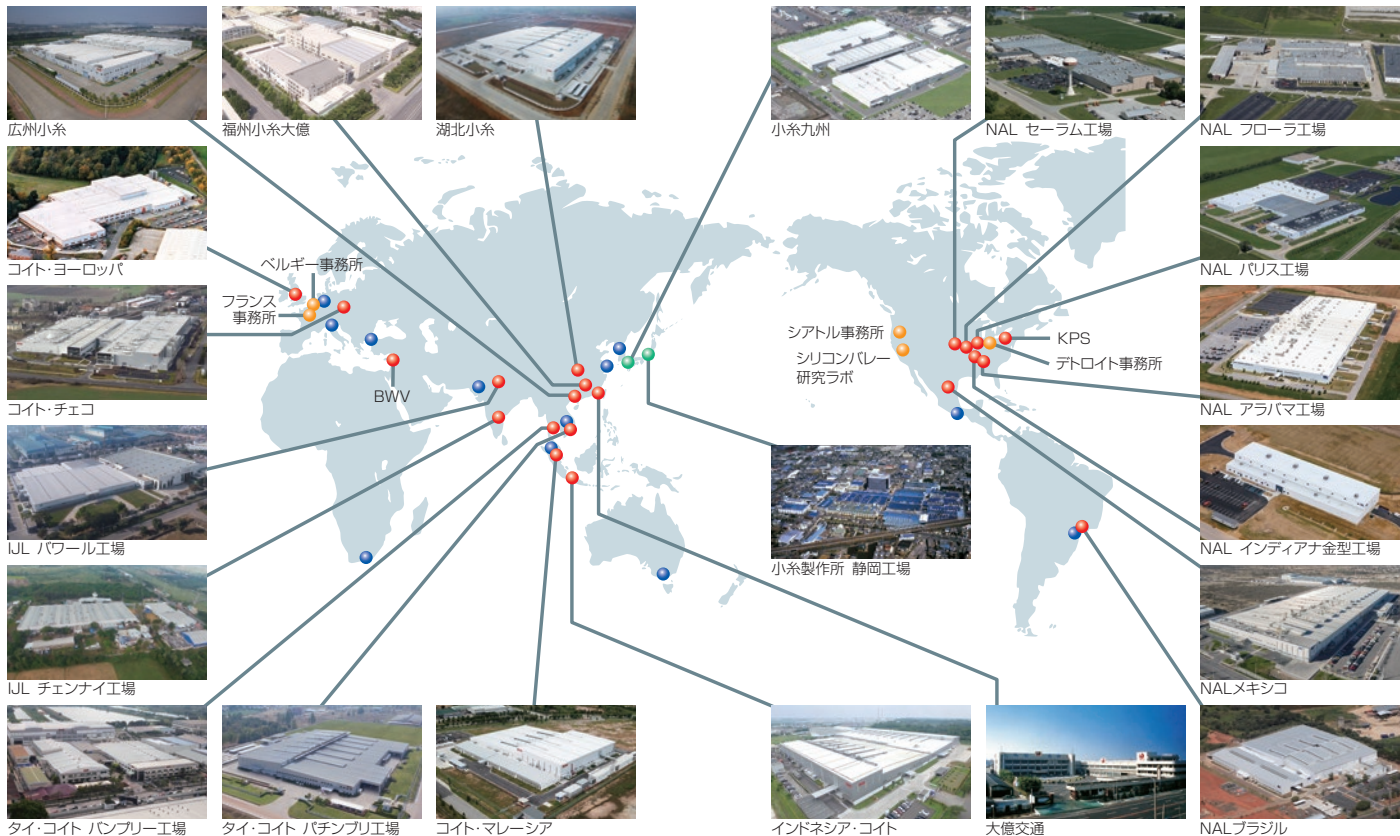 広州小糸
福州小糸大億
湖北小糸
小糸九州
NAL セーラム工場
NAL フローラ工場
コイト・ヨーロッパ
ベルギー事務所
フランス
事務所
コイト・チェコ
BWV
IJL バワール工場
IJL チェンナイ工場
タイ・コイト バンプリー工場
タイ・コイト パチンブリ工場
コイト・マレーシア
インドネシア・コイト
大億交通
小糸製作所 静岡工場
シアトル事務所
シリコンバレー
研究ラボ
KPS
デトロイト事務所
NAL パリス工場
NAL アラバマ工場
NAL インディアナ金型工場
NALメキシコ
NALブラジル